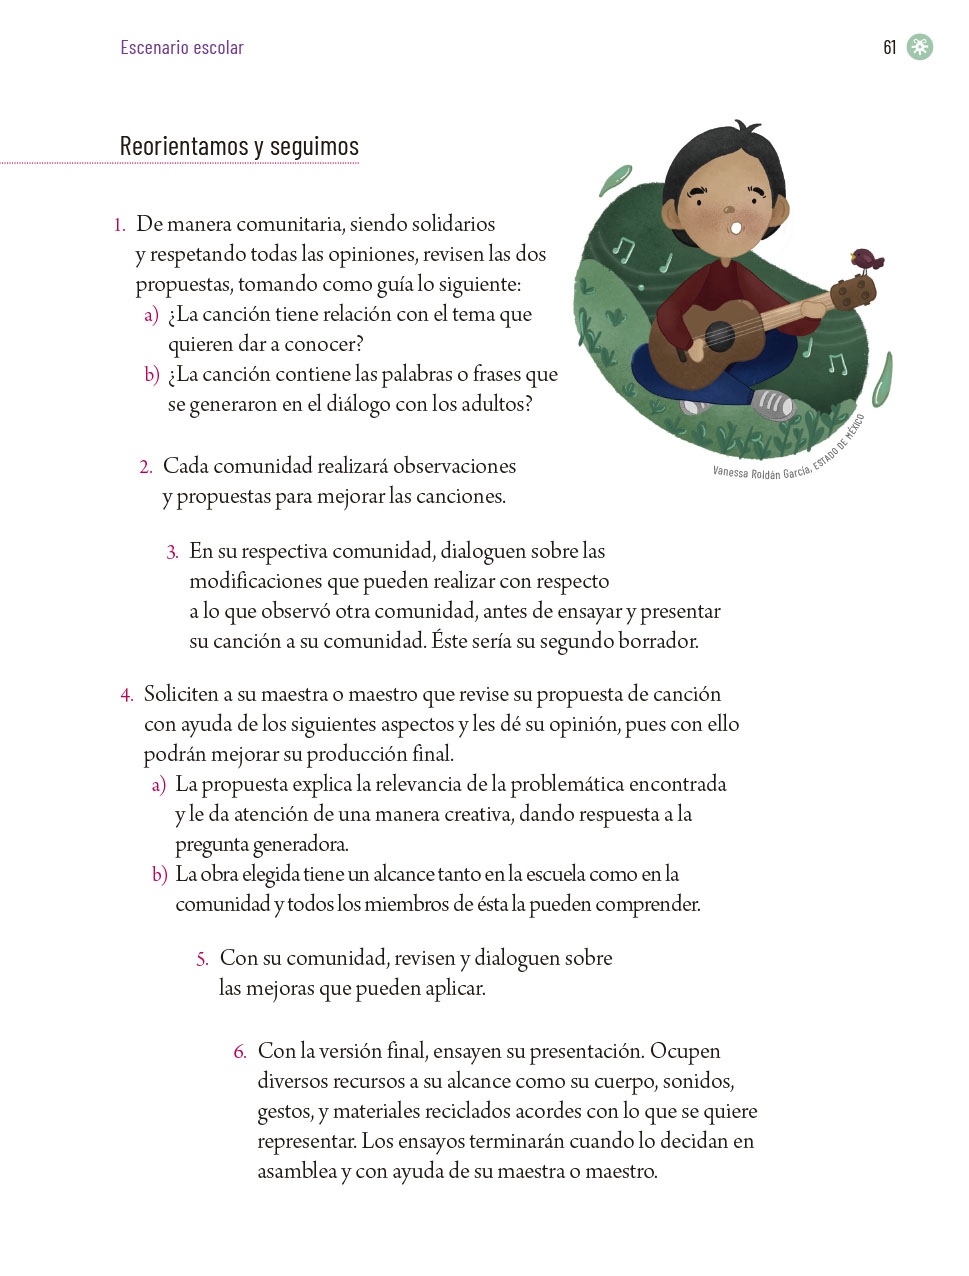 Escenario escolar
61
Reorientamos y seguimos
1. De manera comunitaria, siendo solidarios
y respetando todas las opiniones, revisen las dos
propuestas, tomando como guía lo siguiente:
a) ¿La canción tiene relación con el tema que
quieren dar a conocer?
b) ¿La canción contiene las palabras o frases que
se generaron en el diálogo con los adultos?
Vanessa Roldán García, ESTADO DE MÉXICO
2. Cada comunidad realizará observaciones
y propuestas para mejorar las canciones.
3. En su respectiva comunidad, dialoguen sobre las
modificaciones que pueden realizar con respecto
a lo que observó otra comunidad, antes de ensayar y presentar
su canción a su comunidad. Éste sería su segundo borrador.
4. Soliciten a su maestra o maestro que revise su propuesta de canción
con ayuda de los siguientes aspectos y les dé su opinión, pues con ello
podrán mejorar su producción final.
a) La propuesta explica la relevancia de la problemática encontrada
y le da atención de una manera creativa, dando respuesta a la
pregunta generadora.
b) La obra elegida tiene un alcance tanto en la escuela como en la
comunidad y todos los miembros de ésta la pueden comprender.
5. Con su comunidad, revisen y dialoguen sobre
las mejoras que pueden aplicar.
6. Con la versión final, ensayen su presentación. Ocupen
diversos recursos a su alcance como su cuerpo, sonidos,
gestos, y materiales reciclados acordes con lo que se quiere
representar. Los ensayos terminarán cuando lo decidan en
asamblea y con ayuda de su maestra o maestro.